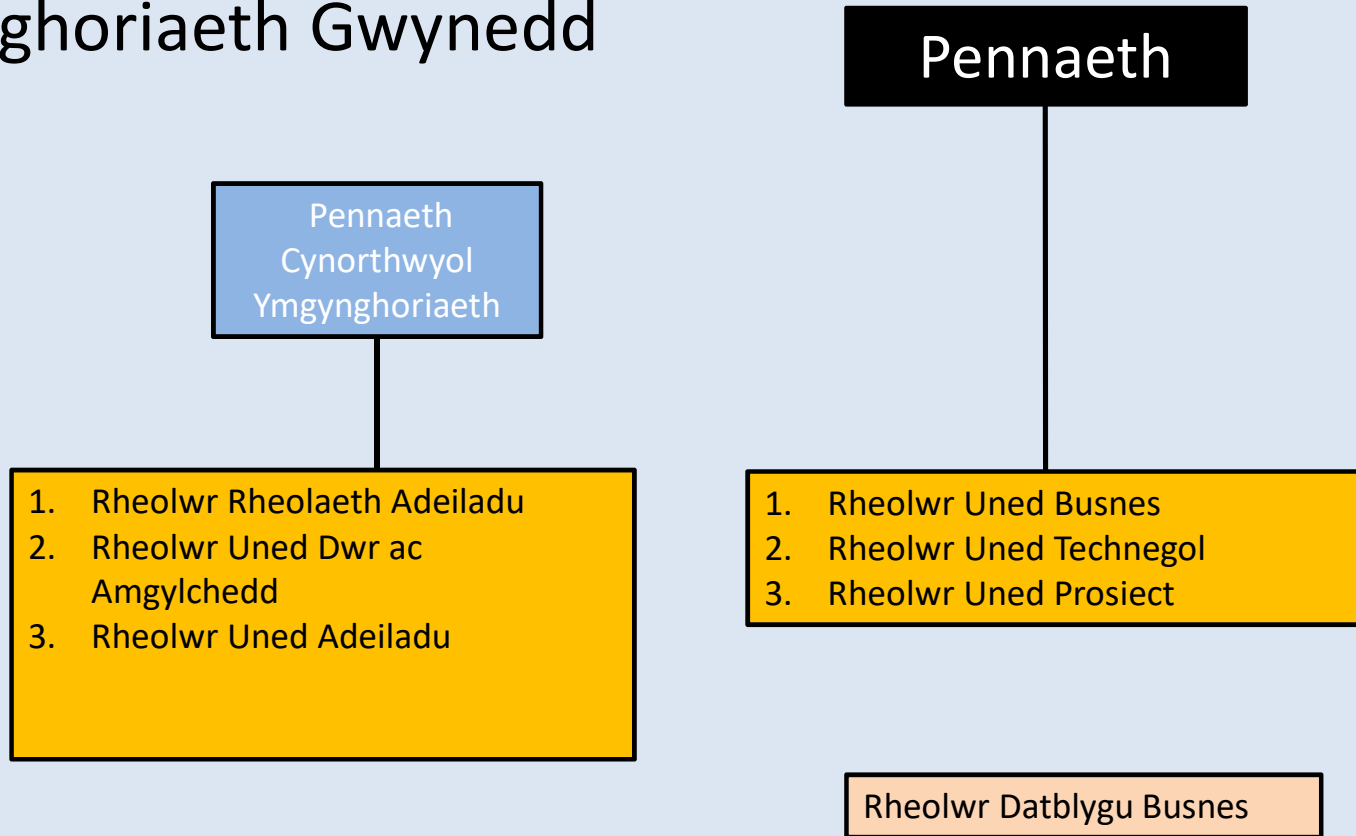 ghoriaeth Gwynedd
Pennaeth
Pennaeth
Cynorthwyol
Ymgynghoriaeth
1. Rheolwr Rheolaeth Adeiladu
2. Rheolwr Uned Dwr ac
Amgylchedd
3. Rheolwr Uned Adeiladu
1. Rheolwr Uned Busnes
2. Rheolwr Uned Technegol
3. Rheolwr Uned Prosiect
Rheolwr Datblygu Busnes